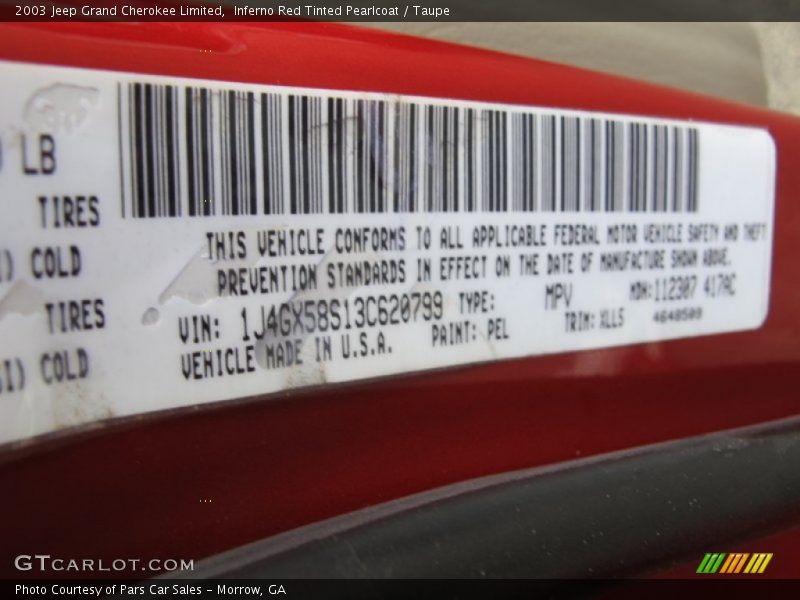 2003 Jeep Grand Cherokee Limited,  Inferno Red Tinted Pearlcoat / Taupe
LB
TIRES
COLD
TIRES
COLD
THIS VEHICLE CONFORMS TO ALL APPLICABLE FEDERAL MOTOR VEHICLE SAFETY AND THEFT
PREVENTION STANDARDS IN EFFECT ON THE DATE OF MANUFACTURE SHOWN ABOVE.
VIN: 1J4GX58S13C620799 TYPE: MPV MDH:112307 417AC
VEHICLE MADE IN U.S.A. PAINT: PEL TRIM: XLL5 4648509
GTCARLOT.COM
Photo Courtesy of Pars Car Sales - Morrow, GA